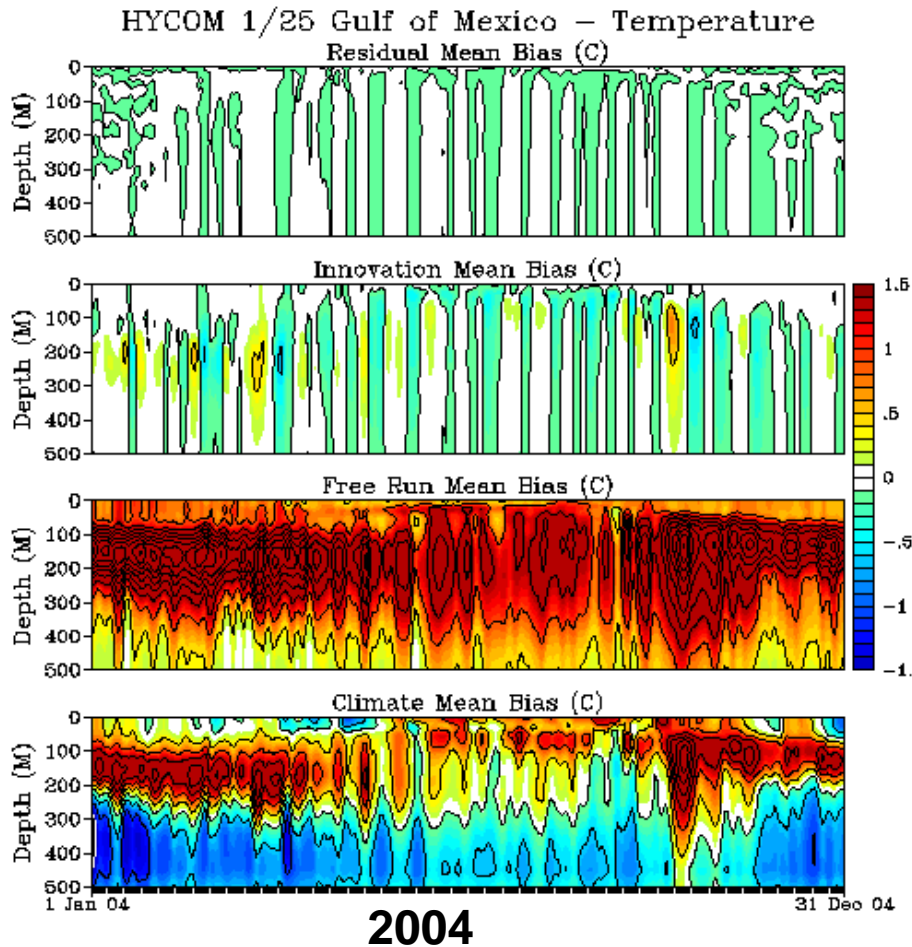 HYCOM 1/25 Gulf of Mexico – Temperature
Residual Mean Bias (C)
0
100
200
300
400
500
Depth (M)
Innovation Mean Bias (C)
0
100
200
300
400
500
Depth (M)
1.5
1
.5
0
-.5
-1
-1.
Free Run Mean Bias (C)
0
100
200
300
400
500
Depth (M)
Climate Mean Bias (C)
0
100
200
300
400
500
Depth (M)
1 Jan 04
31 Dec 04
2004